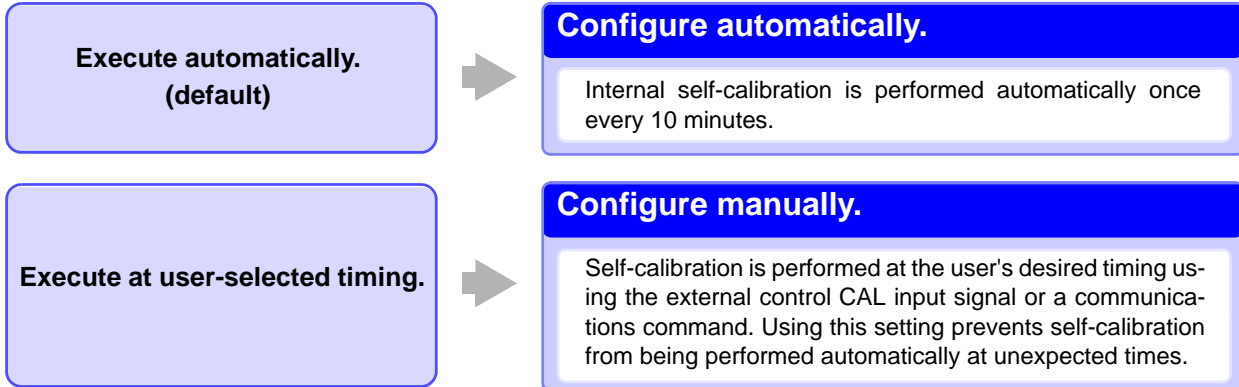 Execute automatically.
(default)
Configure automatically.
Internal self-calibration is performed automatically once
every 10 minutes.
Execute at user-selected timing.
Configure manually.
Self-calibration is performed at the user's desired timing us-
ing the external control CAL input signal or a communica-
tions command. Using this setting prevents self-calibration
from being performed automatically at unexpected times.